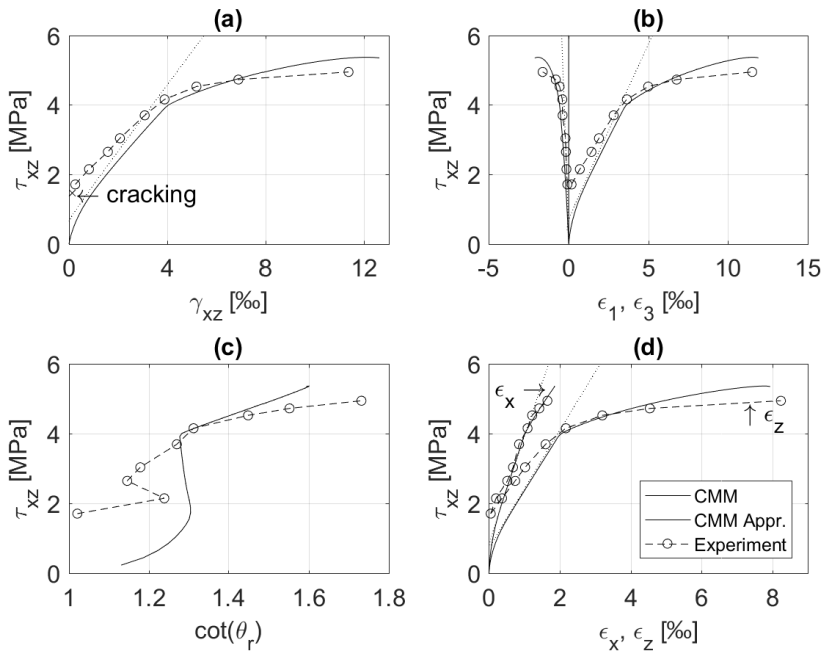 (a)
6
4
2
0
τxz [MPa]
← cracking
0 4 8 12
γxz [‰]
(b)
6
4
2
0
τxz [MPa]
-5 0 5 10 15
ϵ1, ϵ3 [‰]
(c)
6
4
2
0
τxz [MPa]
1 1.2 1.4 1.6 1.8
cot(θr)
(d)
6
4
2
0
τxz [MPa]
ϵx →
↑ ϵz
CMM
CMM Appr.
Experiment
0 2 4 6 8
ϵx, ϵz [‰]